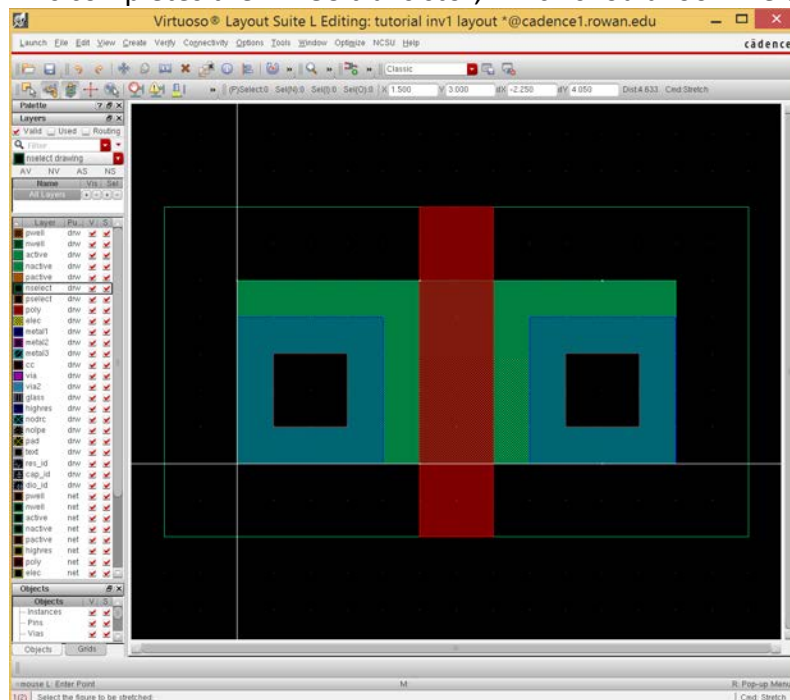 Virtuoso® Layout Suite L Editing: tutorial inv1 layout *@cadence1.rowan.edu
Launch File Edit View Create Verify Connectivity Options Tools Window Optimize NCSU Help
cādence
Classic
(F)Select:0 Sel(N):0 Sel(I):0 Sel(O):0 X 1.500 Y 3.000 dX -2.250 dY 4.050 Dist:4.633 Cmd:Stretch
Palette
Layers
Valid Used Routing
Filter
nselect drawing
AV NV AS NS
Name Vis Sel
All Layers
Layer Pu... V S
pwell drw
nwell drw
active drw
nactive drw
pactive drw
nselect drw
pselect drw
poly drw
elec drw
metal1 drw
metal2 drw
metal3 drw
cc drw
via drw
via2 drw
glass drw
highres drw
nodrc drw
nolpe drw
pad drw
text drw
res_id drw
cap_id drw
dio_id drw
pwell net
nwell net
active net
nactive net
pactive net
highres net
poly net
elec net
Objects
Objects V S
Instances
Pins
Vias
Objects Grids
mouse L: Enter Point M: R: Pop-up Menu
1(2) Select the figure to be stretched: Cmd: Stretch